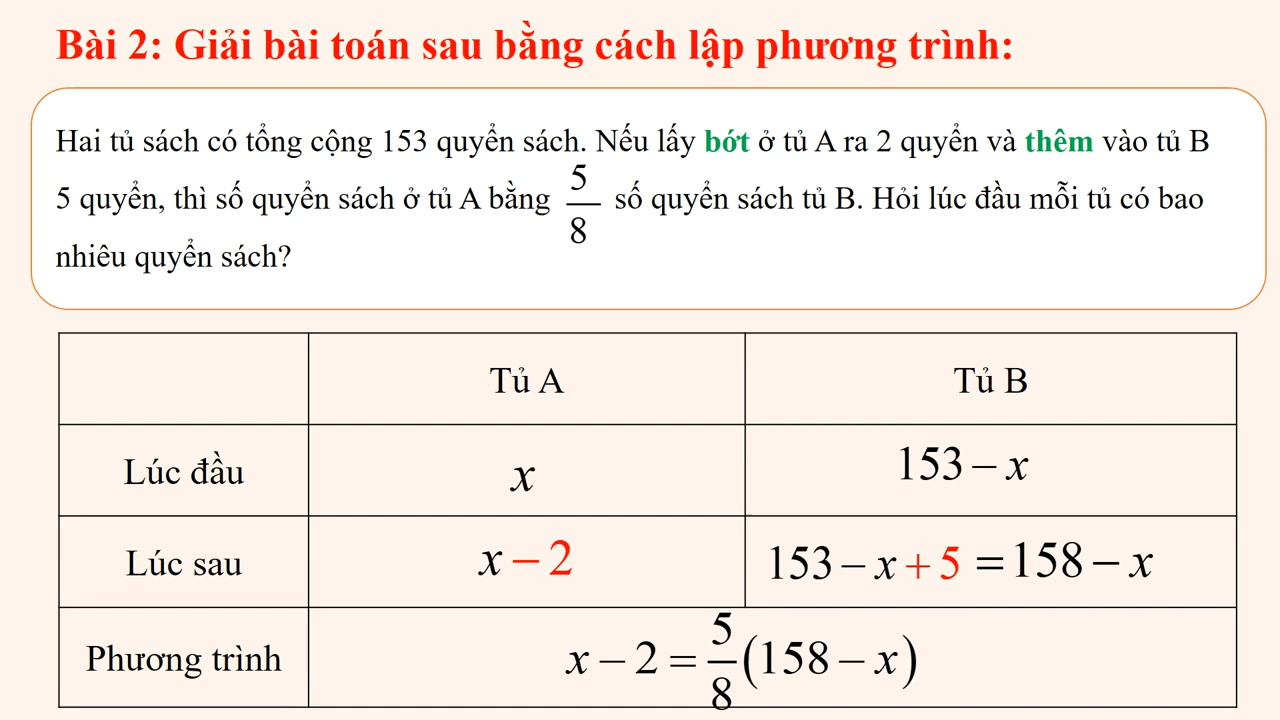 Bài 2: Giải bài toán sau bằng cách lập phương trình:
Hai tủ sách có tổng cộng 153 quyển sách. Nếu lấy bớt ở tủ A ra 2 quyển và thêm vào tủ B
5 quyển, thì số quyển sách ở tủ A bằng 5/8 số quyển sách tủ B. Hỏi lúc đầu mỗi tủ có bao
nhiêu quyển sách?
Tủ A Tủ B
Lúc đầu x 153 – x
Lúc sau x – 2 153 – x + 5 = 158 – x
Phương trình x – 2 = 5/8 (158 – x)